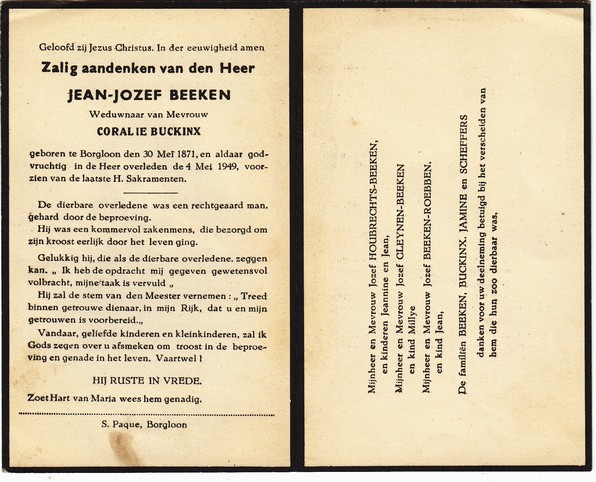 Geloofd zij Jezus Christus. In der eeuwigheid amen
Zalig aandenken van den Heer
JEAN-JOZEF BEEKEN
Weduwnaar van Mevrouw
CORALIE BUCKINX
geboren te Borgloon den 30 Mei 1871, en aldaar god-
vruchtig in de Heer overleden de 4 Mei 1949, voor-
zien van de laatste H. Sakramenten.
De dierbare overledene was een rechtgeaard man,
gehard door de beproeving.
Hij was een kommervol zakenmens, die bezorgd om
zijn kroost eerlijk door het leven ging.
Gelukkig hij, die als de dierbare overledene, zeggen
kan. „ Ik heb de opdracht mij gegeven gewetensvol
volbracht, mijne taak is vervuld „
Hij zal de stem van den Meester vernemen : „ Treed
binnen getrouwe dienaar, in mijn Rijk, dat u en mijn
getrouwen is voorbereid.„
Vandaar, geliefde kinderen en kleinkinderen, zal ik
Gods zegen over u afsmeken om troost in de beproe-
ving en genade in het leven. Vaartwel !
HIJ RUSTE IN VREDE.
Zoet Hart van Maria wees hem genadig.
S. Paque, Borgloon
Mijnheer en Mevrouw Jozef HOUBRECHTS-BEEKEN,
en kinderen Jeannine en Jean,
Mijnheer en Mevrouw Jozef CLEYNEN-BEEKEN
en kind Millye
Mijnheer en Mevrouw Jozef BEEKEN-ROEBBEN.
en kind Jean,
De familiën BEEKEN, BUCKINX, JAMINE en SCHEFFERS
danken voor uw deelneming betuigd bij het verscheiden van
hem die hun zoo dierbaar was,